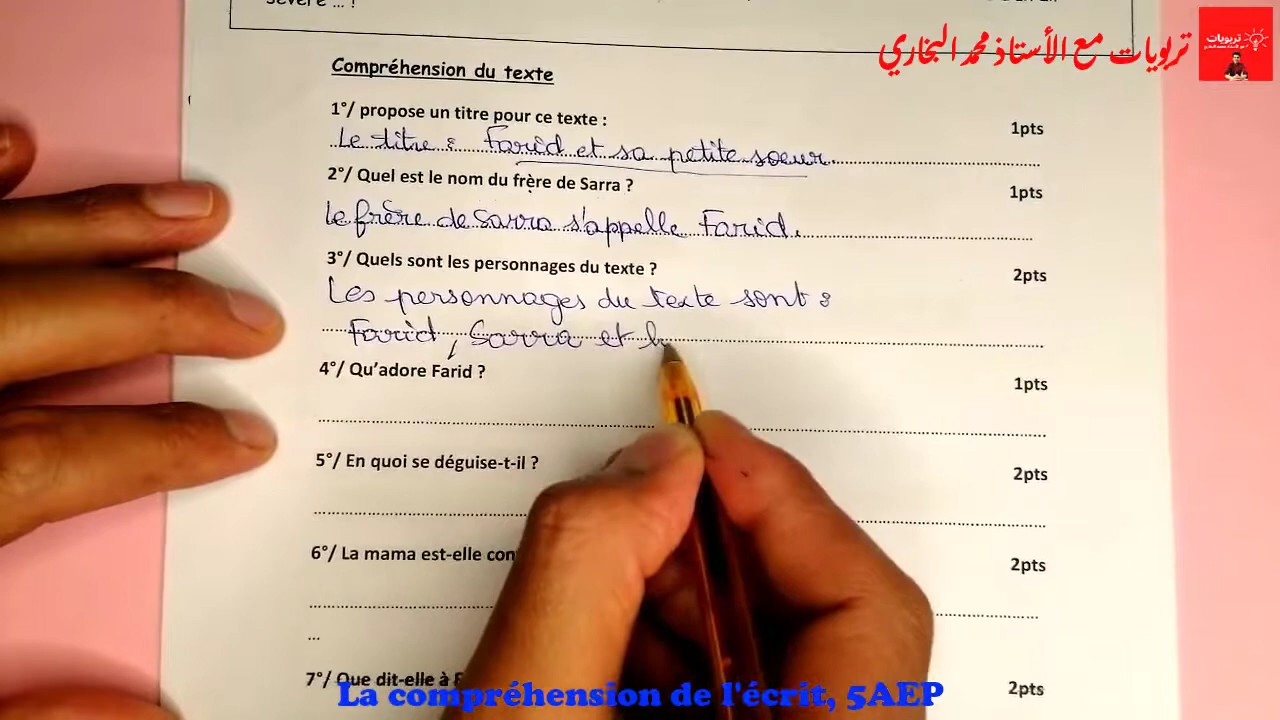 sévère ... !
تربويات مع الأستاذ محمد البخاري
تربويات
Compréhension du texte
1°/ propose un titre pour ce texte : 1pts
Le titre : Farid et sa petite soeur.
2°/ Quel est le nom du frère de Sarra ? 1pts
Le frère de Sarra s'appelle Farid.
3°/ Quels sont les personnages du texte ? 2pts
Les personnages du texte sont :
Farid, Sarra et l
4°/ Qu'adore Farid ? 1pts
5°/ En quoi se déguise-t-il ? 2pts
6°/ La mama est-elle con 2pts
...
7°/ Que dit-elle à 2pts
La compréhension de l'écrit, 5AEP